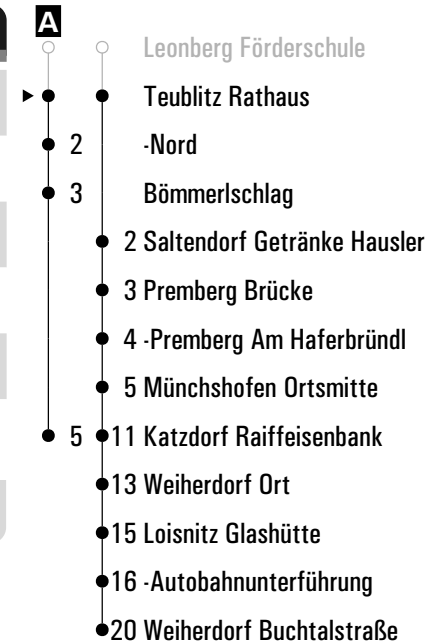 A
Leonberg Förderschule
Teublitz Rathaus
2 -Nord
3 Bömmerlschlag
2 Saltendorf Getränke Hausler
3 Premberg Brücke
4 -Premberg Am Haferbründl
5 Münchshofen Ortsmitte
5 11 Katzdorf Raiffeisenbank
13 Weiherdorf Ort
15 Loisnitz Glashütte
16 -Autobahnunterführung
20 Weiherdorf Buchtalstraße